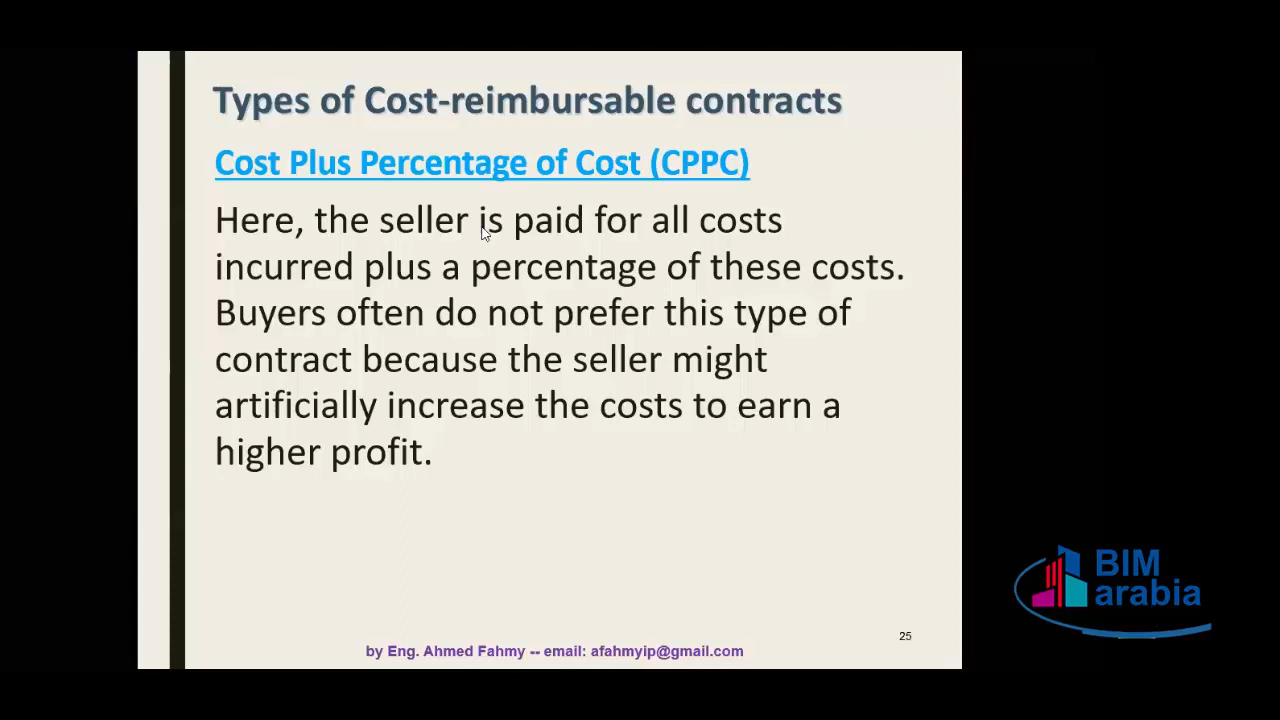 Types of Cost-reimbursable contracts
Cost Plus Percentage of Cost (CPPC)
Here, the seller is paid for all costs
incurred plus a percentage of these costs.
Buyers often do not prefer this type of
contract because the seller might
artificially increase the costs to earn a
higher profit.
BIM
arabia
25
by Eng. Ahmed Fahmy -- email: afahmyip@gmail.com